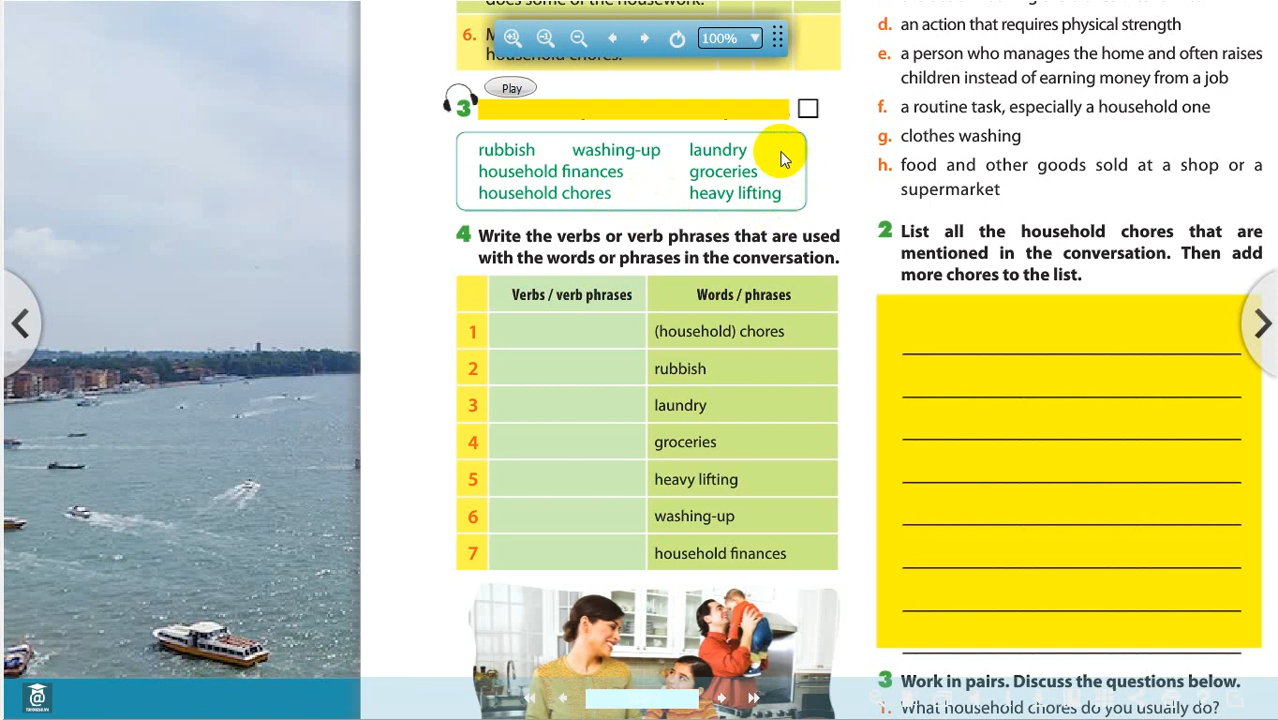 does some of the housework.
6.
household chores.
100%
Play
3
rubbish washing-up laundry
household finances groceries
household chores heavy lifting
4 Write the verbs or verb phrases that are used
with the words or phrases in the conversation.
Verbs / verb phrases Words / phrases
1 (household) chores
2 rubbish
3 laundry
4 groceries
5 heavy lifting
6 washing-up
7 household finances
d. an action that requires physical strength
e. a person who manages the home and often raises
children instead of earning money from a job
f. a routine task, especially a household one
g. clothes washing
h. food and other goods sold at a shop or a
supermarket
2 List all the household chores that are
mentioned in the conversation. Then add
more chores to the list.
3 Work in pairs. Discuss the questions below.
1. What household chores do you usually do?